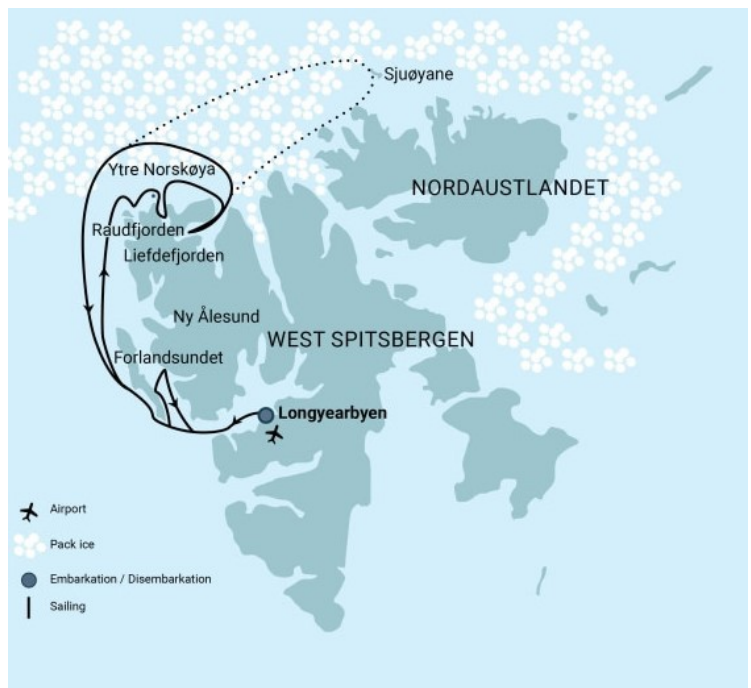 Sjuøyane
Ytre Norskøya
NORDAUSTLANDET
Raudfjorden
Liefdefjorden
Ny Ålesund
WEST SPITSBERGEN
Forlandsundet
Longyearbyen
Airport
Pack ice
Embarkation / Disembarkation
Sailing